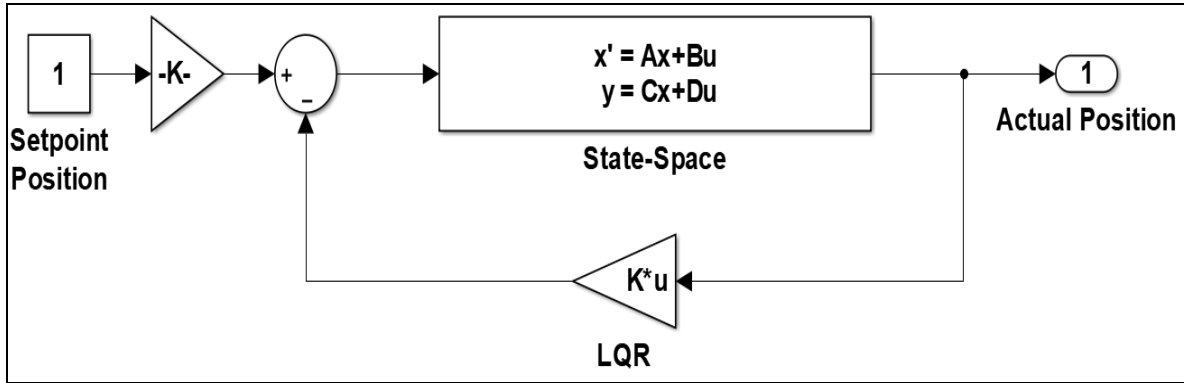 1
Setpoint
Position
-K-
+
−
x' = Ax+Bu
y = Cx+Du
State-Space
1
Actual Position
K*u
LQR